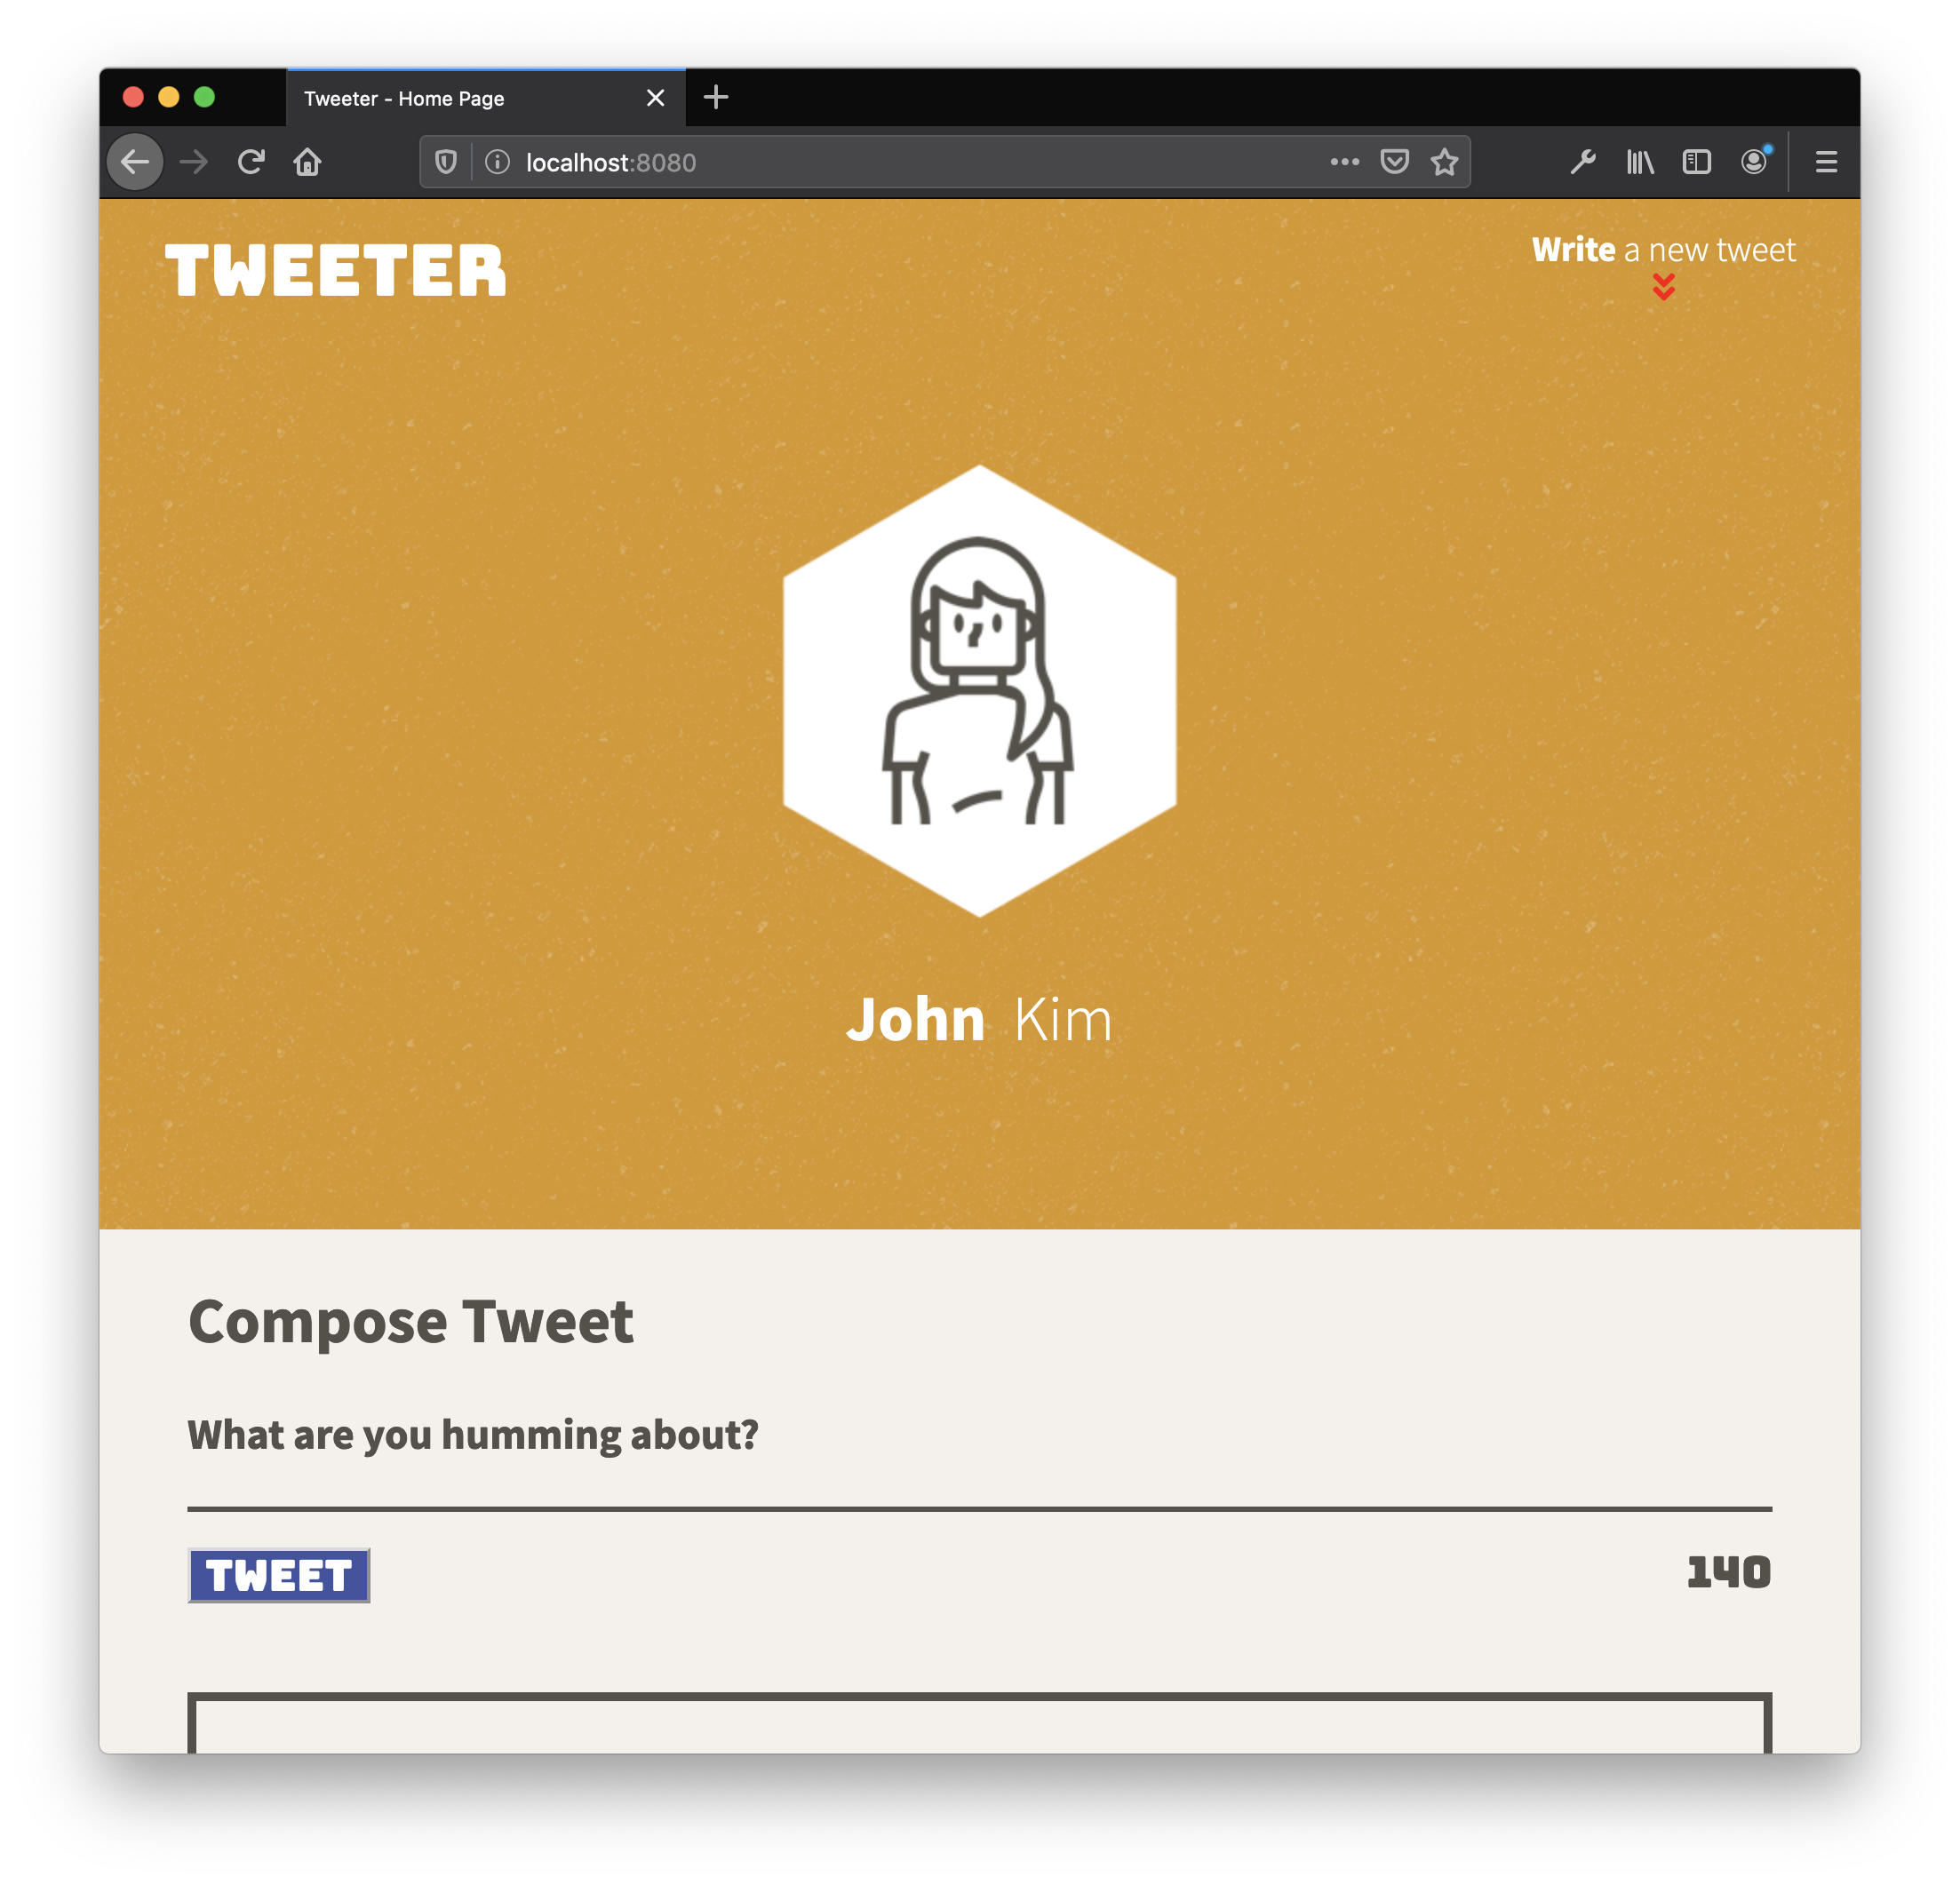 Tweeter - Home Page
localhost:8080
TWEETER
Write a new tweet
John Kim
Compose Tweet
What are you humming about?
TWEET
140